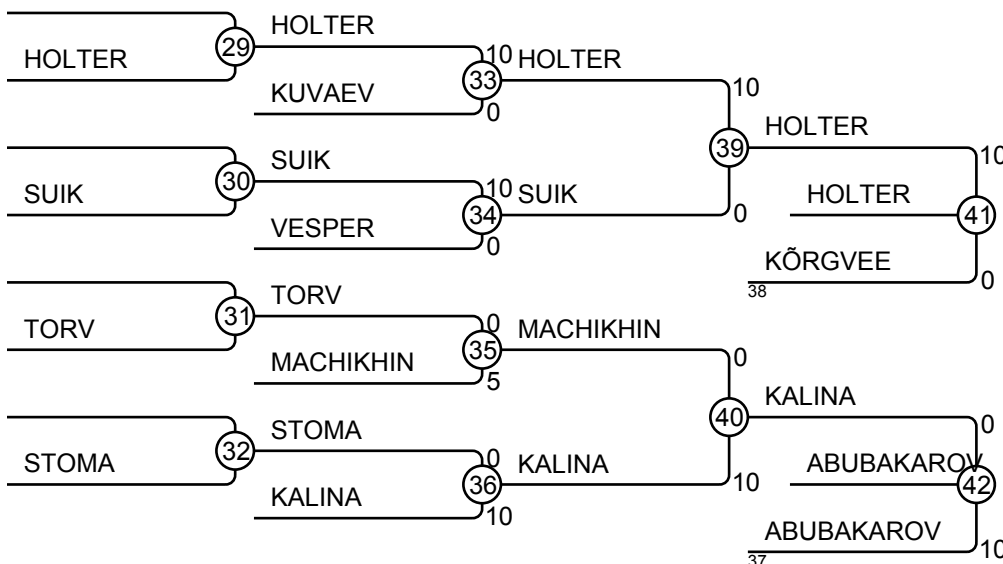 HOLTER
29
HOLTER
10
33
HOLTER
KUVAEV
0
10
39
HOLTER
SUIK
30
SUIK
10
34
SUIK
VESPER
0
0
10
HOLTER
41
KÕRGVEE
38
0
TORV
31
TORV
0
35
MACHIKHIN
MACHIKHIN
5
0
40
KALINA
STOMA
32
STOMA
0
36
KALINA
KALINA
10
10
0
ABUBAKAROV
42
ABUBAKAROV
37
10